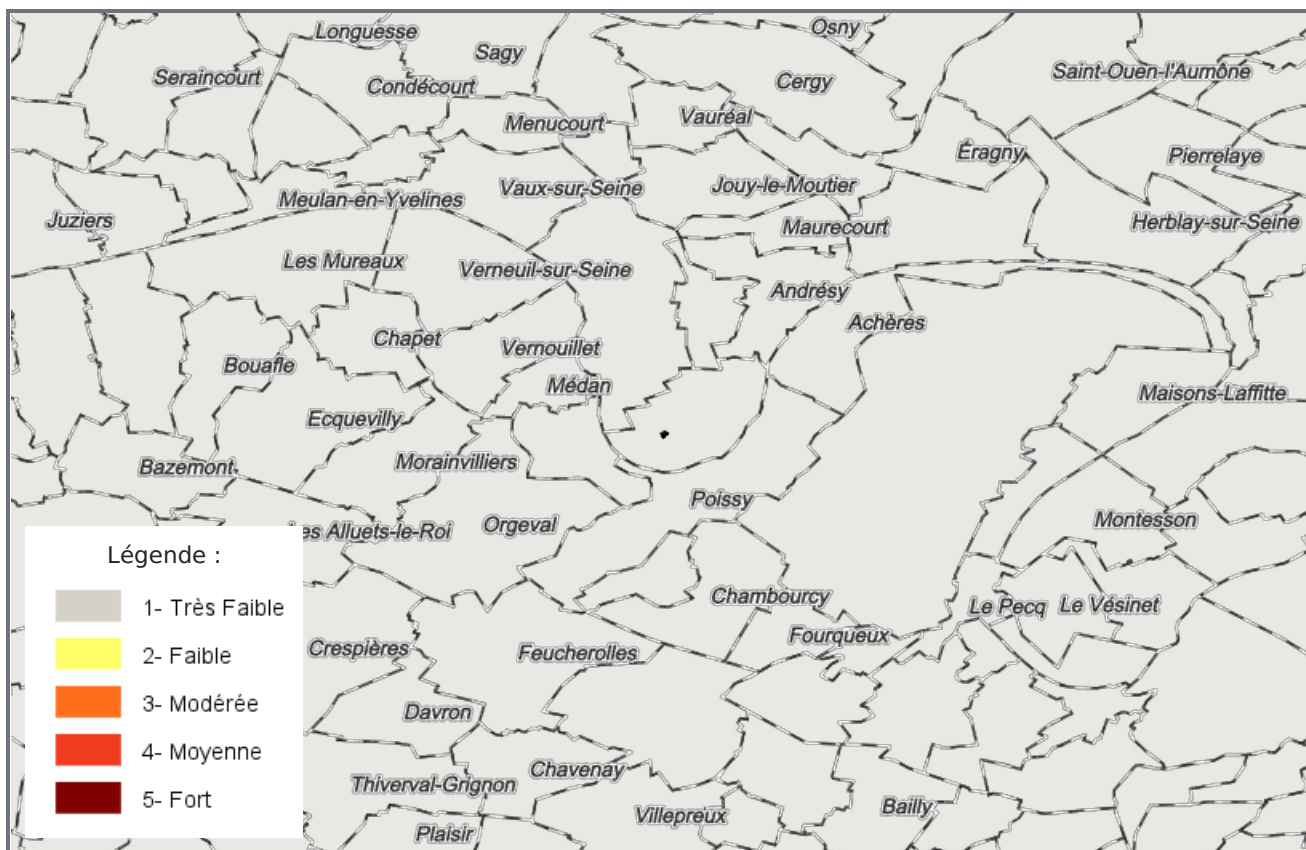 Longuesse
Osny
Sagy
Seraincourt
Condécourt
Cergy
Saint-Ouen-l'Aumône
Menucourt
Vauréal
Éragny
Pierrelaye
Meulan-en-Yvelines
Vaux-sur-Seine
Jouy-le-Moutier
Juziers
Maurecourt
Herblay-sur-Seine
Les Mureaux
Verneuil-sur-Seine
Andrésy
Achères
Chapet
Vernouillet
Bouafle
Médan
Maisons-Laffitte
Ecquevilly
Bazemont
Morainvilliers
Poissy
Orgeval
Montesson
Les Alluets-le-Roi
Chambourcy
Le Pecq
Le Vésinet
Fourqueux
Crespières
Feucherolles
Davron
Chavenay
Thiverval-Grignon
Villepreux
Bailly
Plaisir
Légende :
1- Très Faible
2- Faible
3- Modérée
4- Moyenne
5- Fort